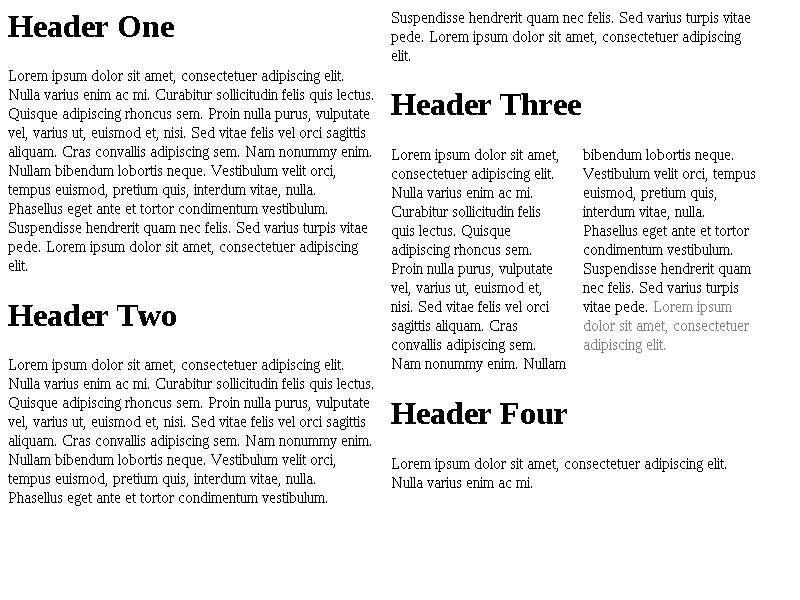 Header One
Lorem ipsum dolor sit amet, consectetuer adipiscing elit.
Nulla varius enim ac mi. Curabitur sollicitudin felis quis lectus.
Quisque adipiscing rhoncus sem. Proin nulla purus, vulputate
vel, varius ut, euismod et, nisi. Sed vitae felis vel orci sagittis
aliquam. Cras convallis adipiscing sem. Nam nonummy enim.
Nullam bibendum lobortis neque. Vestibulum velit orci,
tempus euismod, pretium quis, interdum vitae, nulla.
Phasellus eget ante et tortor condimentum vestibulum.
Suspendisse hendrerit quam nec felis. Sed varius turpis vitae
pede. Lorem ipsum dolor sit amet, consectetuer adipiscing
elit.
Header Two
Lorem ipsum dolor sit amet, consectetuer adipiscing elit.
Nulla varius enim ac mi. Curabitur sollicitudin felis quis lectus.
Quisque adipiscing rhoncus sem. Proin nulla purus, vulputate
vel, varius ut, euismod et, nisi. Sed vitae felis vel orci sagittis
aliquam. Cras convallis adipiscing sem. Nam nonummy enim.
Nullam bibendum lobortis neque. Vestibulum velit orci,
tempus euismod, pretium quis, interdum vitae, nulla.
Phasellus eget ante et tortor condimentum vestibulum.
Suspendisse hendrerit quam nec felis. Sed varius turpis vitae
pede. Lorem ipsum dolor sit amet, consectetuer adipiscing
elit.
Header Three
Lorem ipsum dolor sit amet,
consectetuer adipiscing elit.
Nulla varius enim ac mi.
Curabitur sollicitudin felis
quis lectus. Quisque
adipiscing rhoncus sem.
Proin nulla purus, vulputate
vel, varius ut, euismod et,
nisi. Sed vitae felis vel orci
sagittis aliquam. Cras
convallis adipiscing sem.
Nam nonummy enim. Nullam
bibendum lobortis neque.
Vestibulum velit orci, tempus
euismod, pretium quis,
interdum vitae, nulla.
Phasellus eget ante et tortor
condimentum vestibulum.
Suspendisse hendrerit quam
nec felis. Sed varius turpis
vitae pede. Lorem ipsum
dolor sit amet, consectetuer
adipiscing elit.
Header Four
Lorem ipsum dolor sit amet, consectetuer adipiscing elit.
Nulla varius enim ac mi.